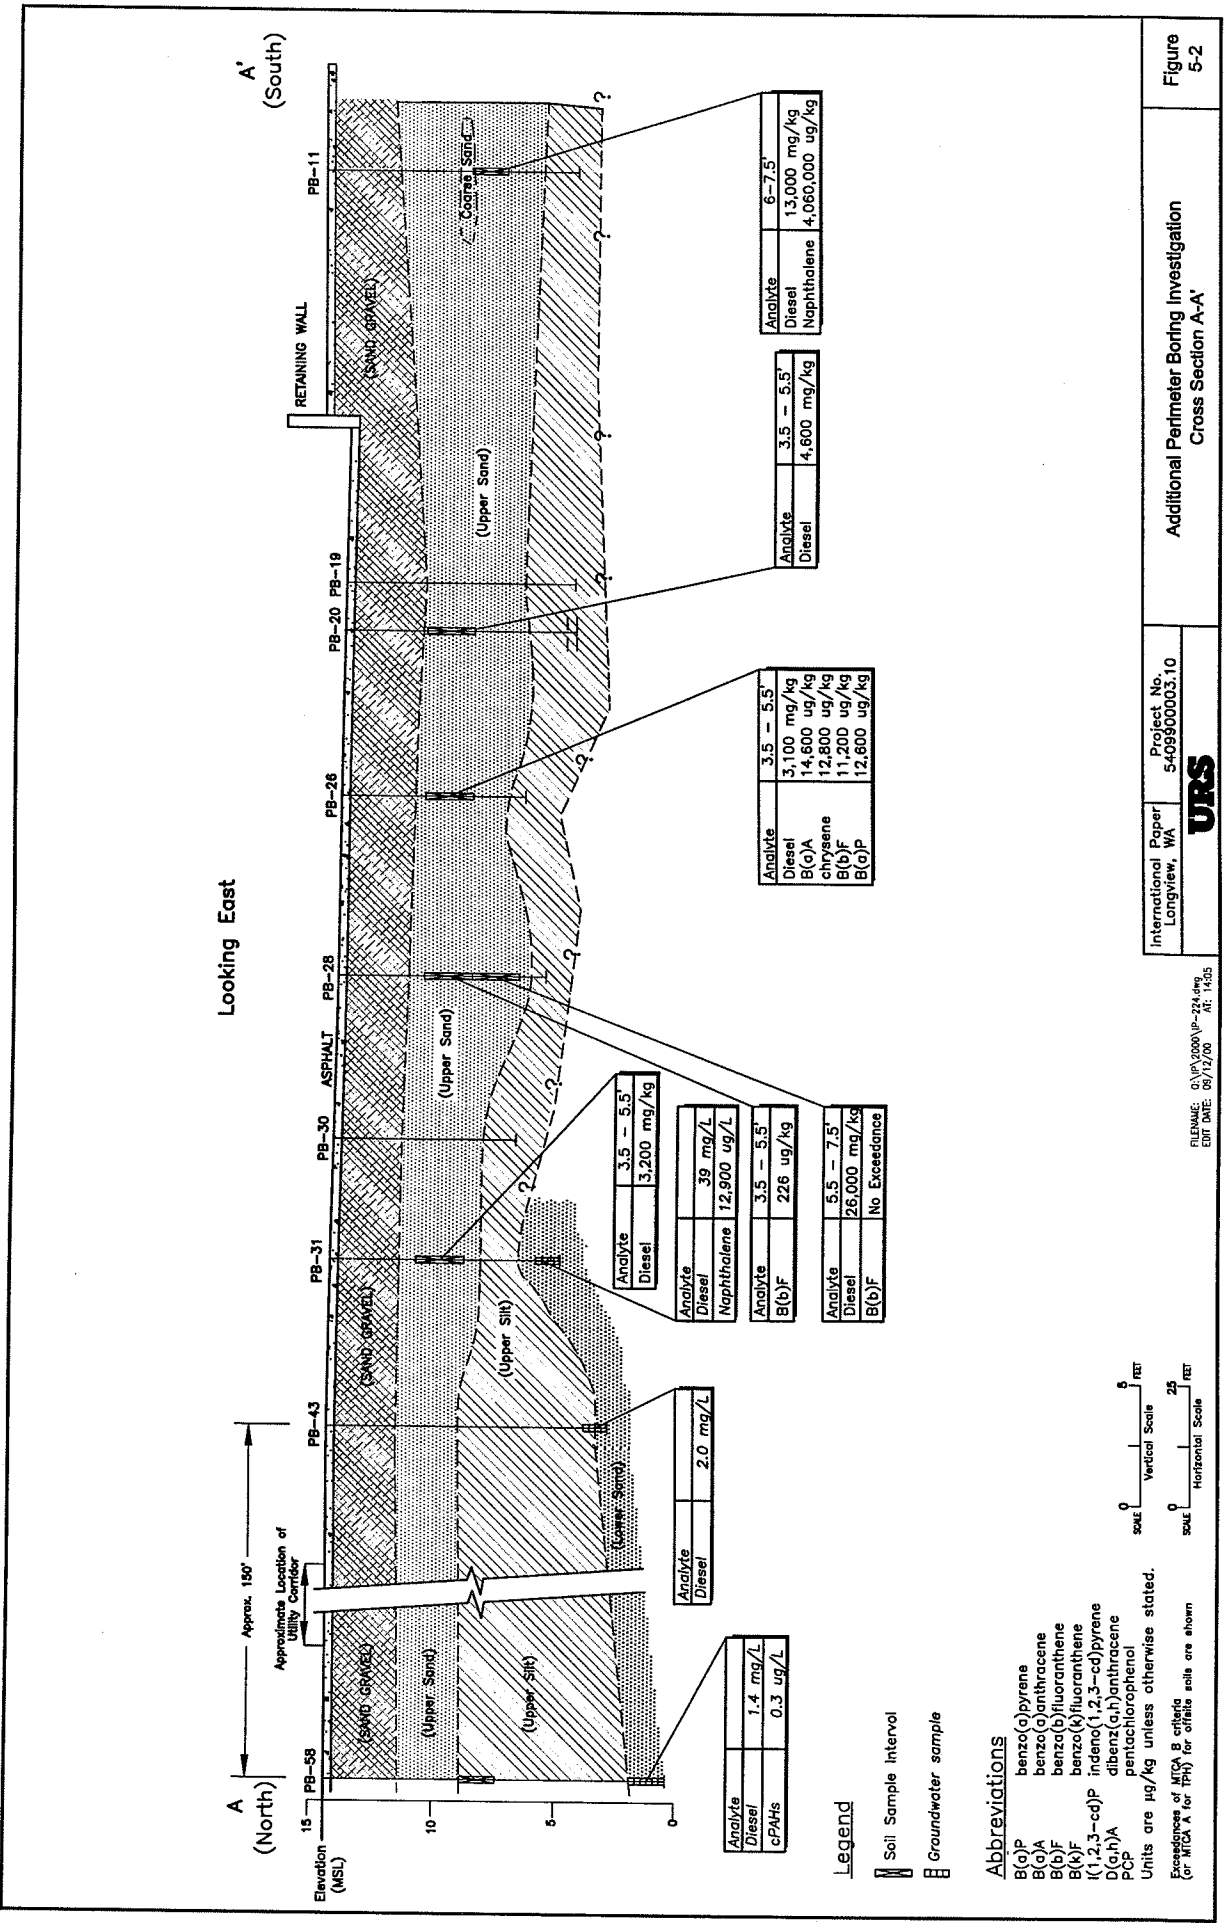 Looking East
A
(North)
A'
(South)
Approx. 150'
Approximate Location of
Utility Corridor
Elevation
(MSL)
15
10
5
0
PB-58
PB-43
PB-31
PB-30
ASPHALT
PB-28
PB-26
PB-20
PB-19
RETAINING WALL
PB-11
(SAND GRAVEL)
(SAND GRAVEL)
(SAND GRAVEL)
(Upper Sand)
(Upper Sand)
(Upper Sand)
Coarse Sand
(Upper Silt)
(Upper Silt)
(Lower Sand)
?
?
?
?
?
?
?
?
Analyte
Diesel 1.4 mg/L
cPAHs 0.3 ug/L
Analyte
Diesel 2.0 mg/L
Analyte 3.5 - 5.5'
Diesel 3,200 mg/kg
Analyte
Diesel 39 mg/L
Naphthalene 12,900 ug/L
Analyte 3.5 - 5.5'
B(b)F 226 ug/kg
Analyte 5.5 - 7.5'
Diesel 26,000 mg/kg
B(b)F No Exceedance
Analyte 3.5 - 5.5'
Diesel 3,100 mg/kg
B(a)A 14,600 ug/kg
chrysene 12,800 ug/kg
B(b)F 11,200 ug/kg
B(a)P 12,600 ug/kg
Analyte 3.5 - 5.5'
Diesel 4,600 mg/kg
Analyte 6-7.5'
Diesel 13,000 mg/kg
Naphthalene 4,060,000 ug/kg
Legend
Soil Sample Interval
Groundwater sample
Abbreviations
B(a)P benzo(a)pyrene
B(a)A benzo(a)anthracene
B(b)F benza(b)fluoranthene
B(k)F benzo(k)fluoranthene
I(1,2,3-cd)P indeno(1,2,3-cd)pyrene
D(a,h)A dibenz(a,h)anthracene
PCP pentachlorophenol
Units are µg/kg unless otherwise stated.
Exceedances of MTCA B criteria
(or MTCA A for TPH) for offsite soils are shown
SCALE 0 5 FEET
Vertical Scale
SCALE 0 25 FEET
Horizontal Scale
FILENAME: Q:\IP\2000\IP-224.dwg
EDIT DATE: 09/12/00 AT: 14:05
International Paper
Longview, WA
Project No.
5409900003.10
URS
Additional Perimeter Boring Investigation
Cross Section A-A'
Figure
5-2